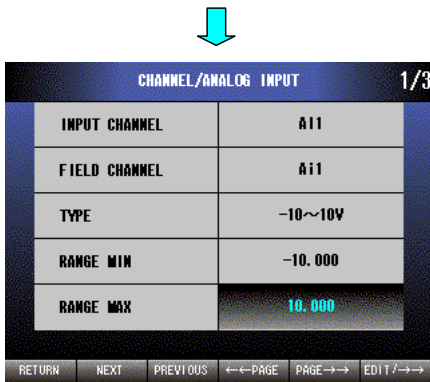 CHANNEL/ANALOG INPUT 1/3
INPUT CHANNEL AI1
FIELD CHANNEL Ai1
TYPE -10~10V
RANGE MIN -10.000
RANGE MAX 10.000
RETURN NEXT PREVIOUS ←←PAGE PAGE→→ EDIT/→→